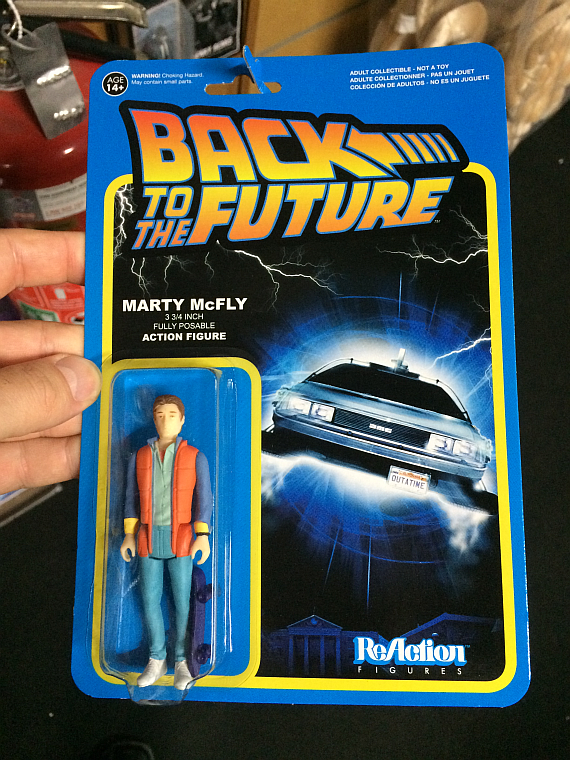 AGE
14+
WARNING! Choking Hazard.
May contain small parts.
ADULT COLLECTIBLE - NOT A TOY
ADULTE COLLECTIONNER - PAS UN JOUET
COLECCIÓN DE ADULTOS - NO ES UN JUGUETE
BACK
TO THE FUTURE
TM
MARTY McFLY
3 3/4 INCH
FULLY POSABLE
ACTION FIGURE
OUTATIME
ReAction
FIGURES